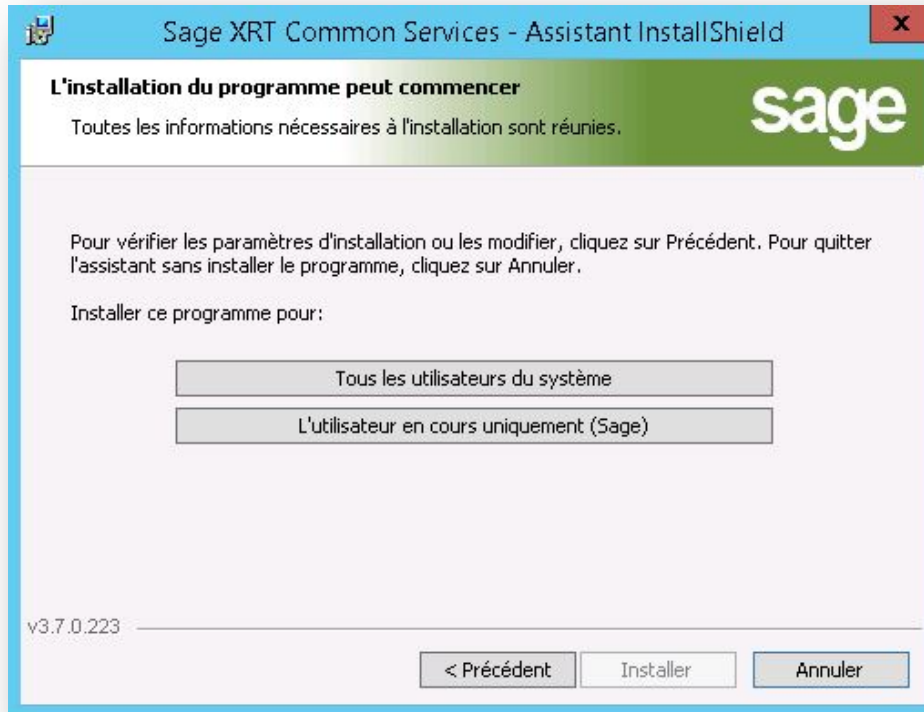 Sage XRT Common Services - Assistant InstallShield
x
L'installation du programme peut commencer
Toutes les informations nécessaires à l'installation sont réunies.
sage
Pour vérifier les paramètres d'installation ou les modifier, cliquez sur Précédent. Pour quitter
l'assistant sans installer le programme, cliquez sur Annuler.
Installer ce programme pour:
Tous les utilisateurs du système
L'utilisateur en cours uniquement (Sage)
v3.7.0.223
< Précédent
Installer
Annuler